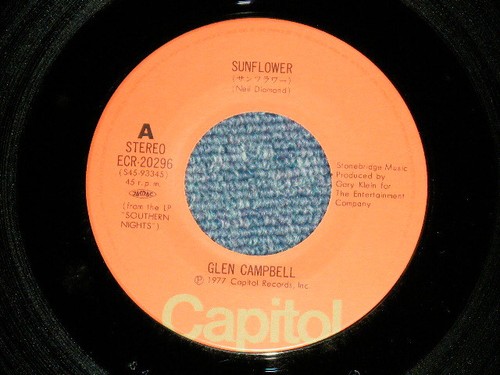 SUNFLOWER
(サンフラワー)
(Neil Diamond)
A
STEREO
ECR-20296
(S45-93345)
45 r.p.m.
(from the LP
"SOUTHERN
NIGHTS")
Stonebridge Music
Produced by
Gary Klein for
The Entertainment
Company
GLEN CAMPBELL
Ⓟ 1977 Capitol Records, Inc.
Capitol